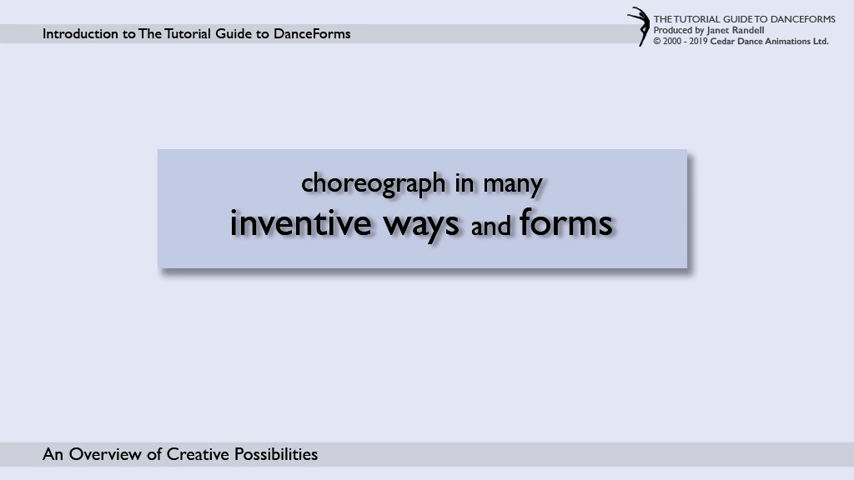 Introduction to The Tutorial Guide to DanceForms
THE TUTORIAL GUIDE TO DANCEFORMS
Produced by Janet Randell
© 2000 - 2019 Cedar Dance Animations Ltd.
choreograph in many
inventive ways and forms
An Overview of Creative Possibilities